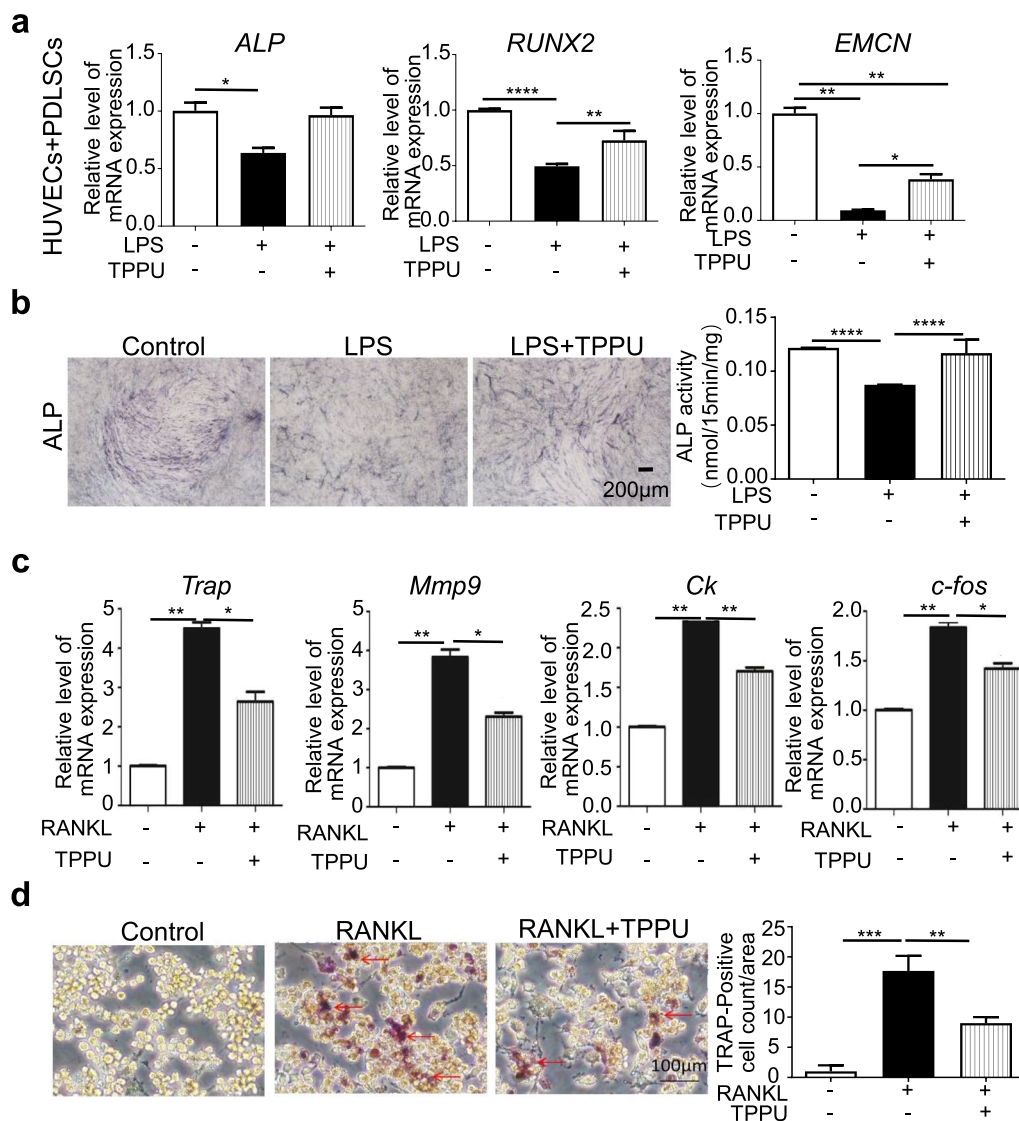 a
HUVECs+PDLSCs
ALP
Relative level of
mRNA expression
1.5
1.0
0.5
0.0
*
LPS - + +
TPPU - - +
RUNX2
Relative level of
mRNA expression
1.5
1.0
0.5
0.0
**** **
LPS - + +
TPPU - - +
EMCN
Relative level of
mRNA expression
1.5
1.0
0.5
0.0
**
**
*
LPS - + +
TPPU - - +
b
Control LPS LPS+TPPU
ALP
200μm
ALP activity
(nmol/15min/mg)
0.15
0.10
0.05
0.00
**** ****
LPS - + +
TPPU - - +
c
Trap
Relative level of
mRNA expression
5
4
3
2
1
0
** *
RANKL - + +
TPPU - - +
Mmp9
Relative level of
mRNA expression
5
4
3
2
1
0
** *
RANKL - + +
TPPU - - +
Ck
Relative level of
mRNA expression
2.5
2.0
1.5
1.0
0.5
0.0
** **
RANKL - + +
TPPU - - +
c-fos
Relative level of
mRNA expression
2.0
1.5
1.0
0.5
0.0
** *
RANKL - + +
TPPU - - +
d
Control RANKL RANKL+TPPU
100μm
TRAP-Positive
cell count/area
25
20
15
10
5
0
*** **
RANKL - + +
TPPU - - +